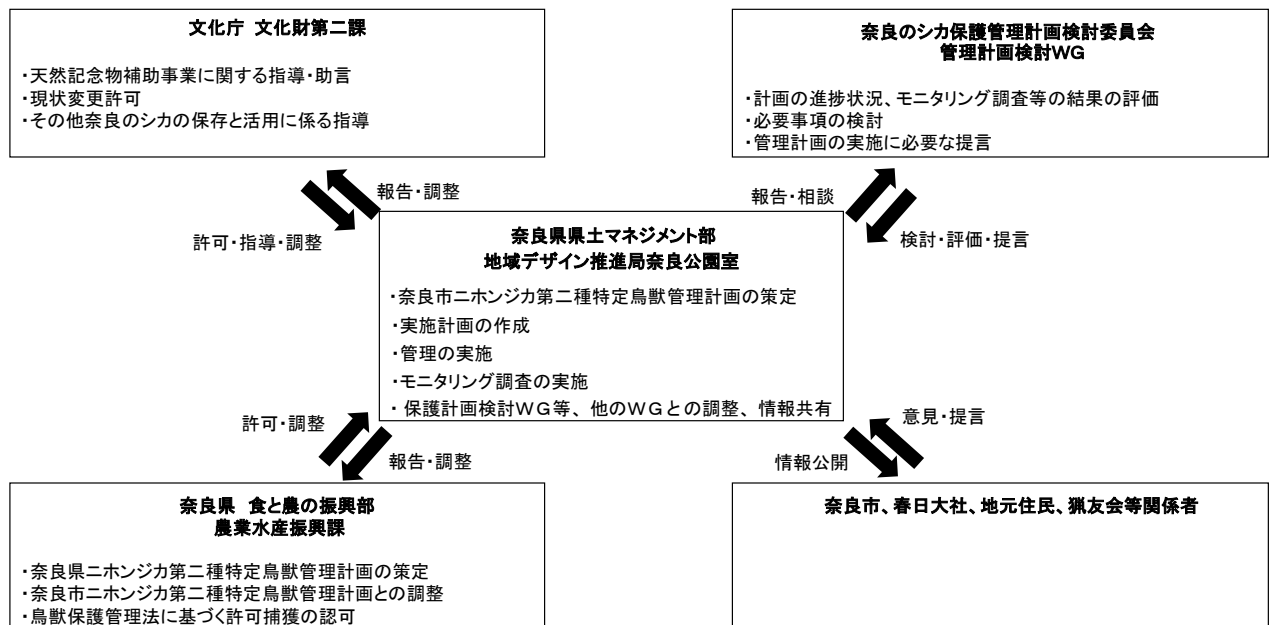 文化庁 文化財第二課
・天然記念物補助事業に関する指導・助言
・現状変更許可
・その他奈良のシカの保存と活用に係る指導
奈良のシカ保護管理計画検討委員会
管理計画検討WG
・計画の進捗状況、モニタリング調査等の結果の評価
・必要事項の検討
・管理計画の実施に必要な提言
報告・調整
許可・指導・調整
報告・相談
検討・評価・提言
奈良県県土マネジメント部
地域デザイン推進局奈良公園室
・奈良市ニホンジカ第二種特定鳥獣管理計画の策定
・実施計画の作成
・管理の実施
・モニタリング調査の実施
・保護計画検討WG等、他のWGとの調整、情報共有
許可・調整
報告・調整
意見・提言
情報公開
奈良県 食と農の振興部
農業水産振興課
・奈良県ニホンジカ第二種特定鳥獣管理計画の策定
・奈良市ニホンジカ第二種特定鳥獣管理計画との調整
・鳥獣保護管理法に基づく許可捕獲の認可
奈良市、春日大社、地元住民、猟友会等関係者